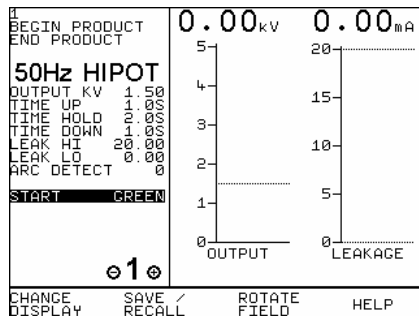 1
BEGIN PRODUCT
END PRODUCT
50Hz HIPOT
OUTPUT KV 1.50
TIME UP 1.0S
TIME HOLD 2.0S
TIME DOWN 1.0S
LEAK HI 20.00
LEAK LO 0.00
ARC DETECT 0
START GREEN
⊖1⊕
0.00kV 0.00mA
5
4
3
2
1
0
OUTPUT
20
15
10
5
0
LEAKAGE
CHANGE DISPLAY
SAVE / RECALL
ROTATE FIELD
HELP